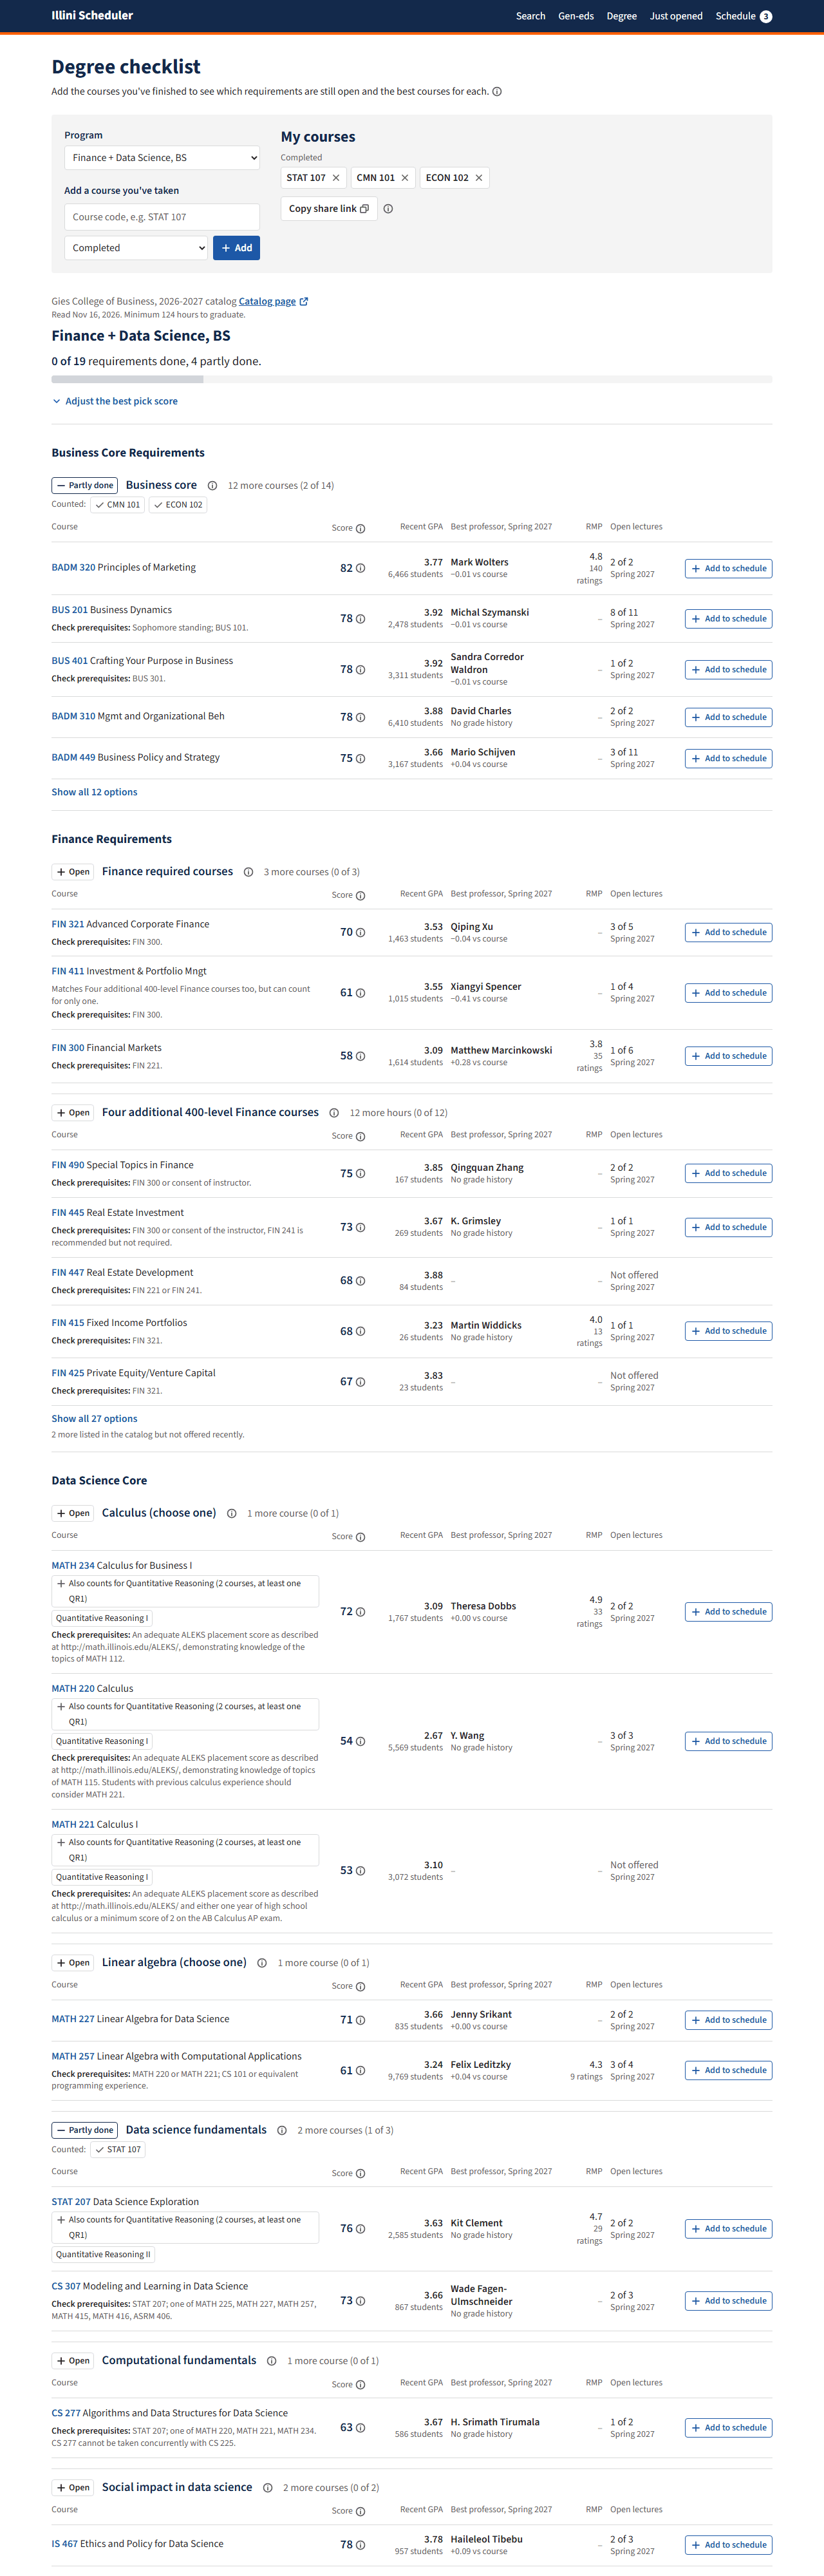 Illini Scheduler
Search Gen-eds Degree Just opened Schedule 3
Degree checklist
Add the courses you've finished to see which requirements are still open and the best courses for each.
Program
Finance + Data Science, BS
Add a course you've taken
Course code, e.g. STAT 107
Completed
Add
My courses
Completed
STAT 107 CMN 101 ECON 102
Copy share link
Gies College of Business, 2026-2027 catalog Catalog page
Read Nov 16, 2026. Minimum 124 hours to graduate.
Finance + Data Science, BS
0 of 19 requirements done, 4 partly done.
Adjust the best pick score
Business Core Requirements
Partly done Business core 12 more courses (2 of 14)
Counted: CMN 101 ECON 102
Course Score Recent GPA Best professor, Spring 2027 RMP Open lectures
BADM 320 Principles of Marketing
82
3.77
6,466 students
Mark Wolters
−0.01 vs course
4.8
140
ratings
2 of 2
Spring 2027
Add to schedule
BUS 201 Business Dynamics
Check prerequisites: Sophomore standing; BUS 101.
78
3.92
2,478 students
Michal Szymanski
−0.01 vs course
–
8 of 11
Spring 2027
Add to schedule
BUS 401 Crafting Your Purpose in Business
Check prerequisites: BUS 301.
78
3.92
3,311 students
Sandra Corredor
Waldron
−0.01 vs course
–
1 of 2
Spring 2027
Add to schedule
BADM 310 Mgmt and Organizational Beh
78
3.88
6,410 students
David Charles
No grade history
–
2 of 2
Spring 2027
Add to schedule
BADM 449 Business Policy and Strategy
75
3.66
3,167 students
Mario Schijven
+0.04 vs course
–
3 of 11
Spring 2027
Add to schedule
Show all 12 options
Finance Requirements
Open Finance required courses 3 more courses (0 of 3)
Course Score Recent GPA Best professor, Spring 2027 RMP Open lectures
FIN 321 Advanced Corporate Finance
Check prerequisites: FIN 300.
70
3.53
1,463 students
Qiping Xu
−0.04 vs course
–
3 of 5
Spring 2027
Add to schedule
FIN 411 Investment & Portfolio Mngt
Matches Four additional 400-level Finance courses too, but can count
for only one.
Check prerequisites: FIN 300.
61
3.55
1,015 students
Xiangyi Spencer
−0.41 vs course
–
1 of 4
Spring 2027
Add to schedule
FIN 300 Financial Markets
Check prerequisites: FIN 221.
58
3.09
1,614 students
Matthew Marcinkowski
+0.28 vs course
3.8
35
ratings
1 of 6
Spring 2027
Add to schedule
Open Four additional 400-level Finance courses 12 more hours (0 of 12)
Course Score Recent GPA Best professor, Spring 2027 RMP Open lectures
FIN 490 Special Topics in Finance
Check prerequisites: FIN 300 or consent of instructor.
75
3.85
167 students
Qingquan Zhang
No grade history
–
2 of 2
Spring 2027
Add to schedule
FIN 445 Real Estate Investment
Check prerequisites: FIN 300 or consent of the instructor, FIN 241 is
recommended but not required.
73
3.67
269 students
K. Grimsley
No grade history
–
1 of 1
Spring 2027
Add to schedule
FIN 447 Real Estate Development
Check prerequisites: FIN 221 or FIN 241.
68
3.88
84 students
–
–
Not offered
Spring 2027
FIN 415 Fixed Income Portfolios
Check prerequisites: FIN 321.
68
3.23
26 students
Martin Widdicks
No grade history
4.0
13
ratings
1 of 1
Spring 2027
Add to schedule
FIN 425 Private Equity/Venture Capital
Check prerequisites: FIN 321.
67
3.83
23 students
–
–
Not offered
Spring 2027
Show all 27 options
2 more listed in the catalog but not offered recently.
Data Science Core
Open Calculus (choose one) 1 more course (0 of 1)
Course Score Recent GPA Best professor, Spring 2027 RMP Open lectures
MATH 234 Calculus for Business I
Also counts for Quantitative Reasoning (2 courses, at least one
QR1)
Quantitative Reasoning I
Check prerequisites: An adequate ALEKS placement score as described
at http://math.illinois.edu/ALEKS/, demonstrating knowledge of the
topics of MATH 112.
72
3.09
1,767 students
Theresa Dobbs
+0.00 vs course
4.9
33
ratings
2 of 2
Spring 2027
Add to schedule
MATH 220 Calculus
Also counts for Quantitative Reasoning (2 courses, at least one
QR1)
Quantitative Reasoning I
Check prerequisites: An adequate ALEKS placement score as described
at http://math.illinois.edu/ALEKS/, demonstrating knowledge of topics
of MATH 115. Students with previous calculus experience should
consider MATH 221.
54
2.67
5,569 students
Y. Wang
No grade history
–
3 of 3
Spring 2027
Add to schedule
MATH 221 Calculus I
Also counts for Quantitative Reasoning (2 courses, at least one
QR1)
Quantitative Reasoning I
Check prerequisites: An adequate ALEKS placement score as described
at http://math.illinois.edu/ALEKS/ and either one year of high school
calculus or a minimum score of 2 on the AB Calculus AP exam.
53
3.10
3,072 students
–
–
Not offered
Spring 2027
Open Linear algebra (choose one) 1 more course (0 of 1)
Course Score Recent GPA Best professor, Spring 2027 RMP Open lectures
MATH 227 Linear Algebra for Data Science
71
3.66
835 students
Jenny Srikant
+0.00 vs course
–
2 of 2
Spring 2027
Add to schedule
MATH 257 Linear Algebra with Computational Applications
Check prerequisites: MATH 220 or MATH 221; CS 101 or equivalent
programming experience.
61
3.24
9,769 students
Felix Leditzky
+0.04 vs course
4.3
9 ratings
3 of 4
Spring 2027
Add to schedule
Partly done Data science fundamentals 2 more courses (1 of 3)
Counted: STAT 107
Course Score Recent GPA Best professor, Spring 2027 RMP Open lectures
STAT 207 Data Science Exploration
Also counts for Quantitative Reasoning (2 courses, at least one
QR1)
Quantitative Reasoning II
76
3.63
2,585 students
Kit Clement
No grade history
4.7
29
ratings
2 of 2
Spring 2027
Add to schedule
CS 307 Modeling and Learning in Data Science
Check prerequisites: STAT 207; one of MATH 225, MATH 227, MATH 257,
MATH 415, MATH 416, ASRM 406.
73
3.66
867 students
Wade Fagen-
Ulmschneider
No grade history
–
2 of 3
Spring 2027
Add to schedule
Open Computational fundamentals 1 more course (0 of 1)
Course Score Recent GPA Best professor, Spring 2027 RMP Open lectures
CS 277 Algorithms and Data Structures for Data Science
Check prerequisites: STAT 207; one of MATH 220, MATH 221, MATH 234.
CS 277 cannot be taken concurrently with CS 225.
63
3.67
586 students
H. Srimath Tirumala
No grade history
–
1 of 2
Spring 2027
Add to schedule
Open Social impact in data science 2 more courses (0 of 2)
Course Score Recent GPA Best professor, Spring 2027 RMP Open lectures
IS 467 Ethics and Policy for Data Science
78
3.78
957 students
Haileleol Tibebu
+0.09 vs course
–
2 of 3
Spring 2027
Add to schedule